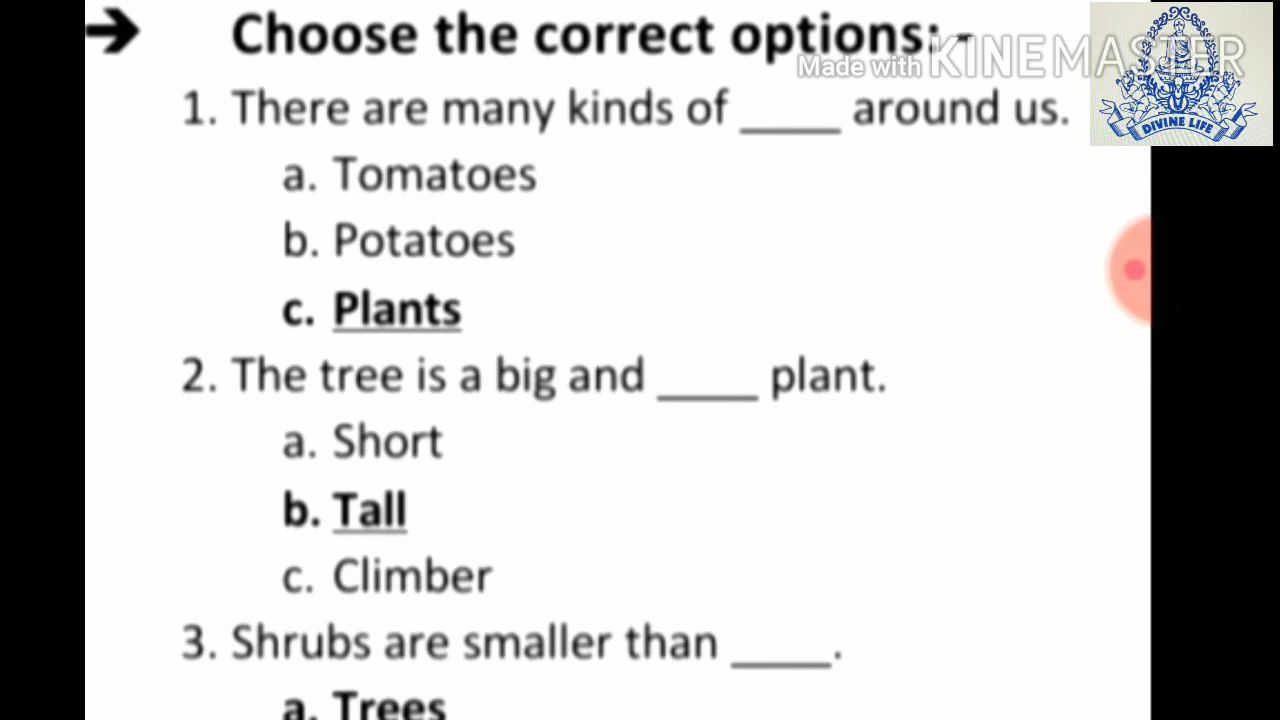 ➔ Choose the correct options:-
Made with KINEMASTER
DIVINE LIFE
1. There are many kinds of _____ around us.
a. Tomatoes
b. Potatoes
c. Plants
2. The tree is a big and _____ plant.
a. Short
b. Tall
c. Climber
3. Shrubs are smaller than _____.
a. Trees